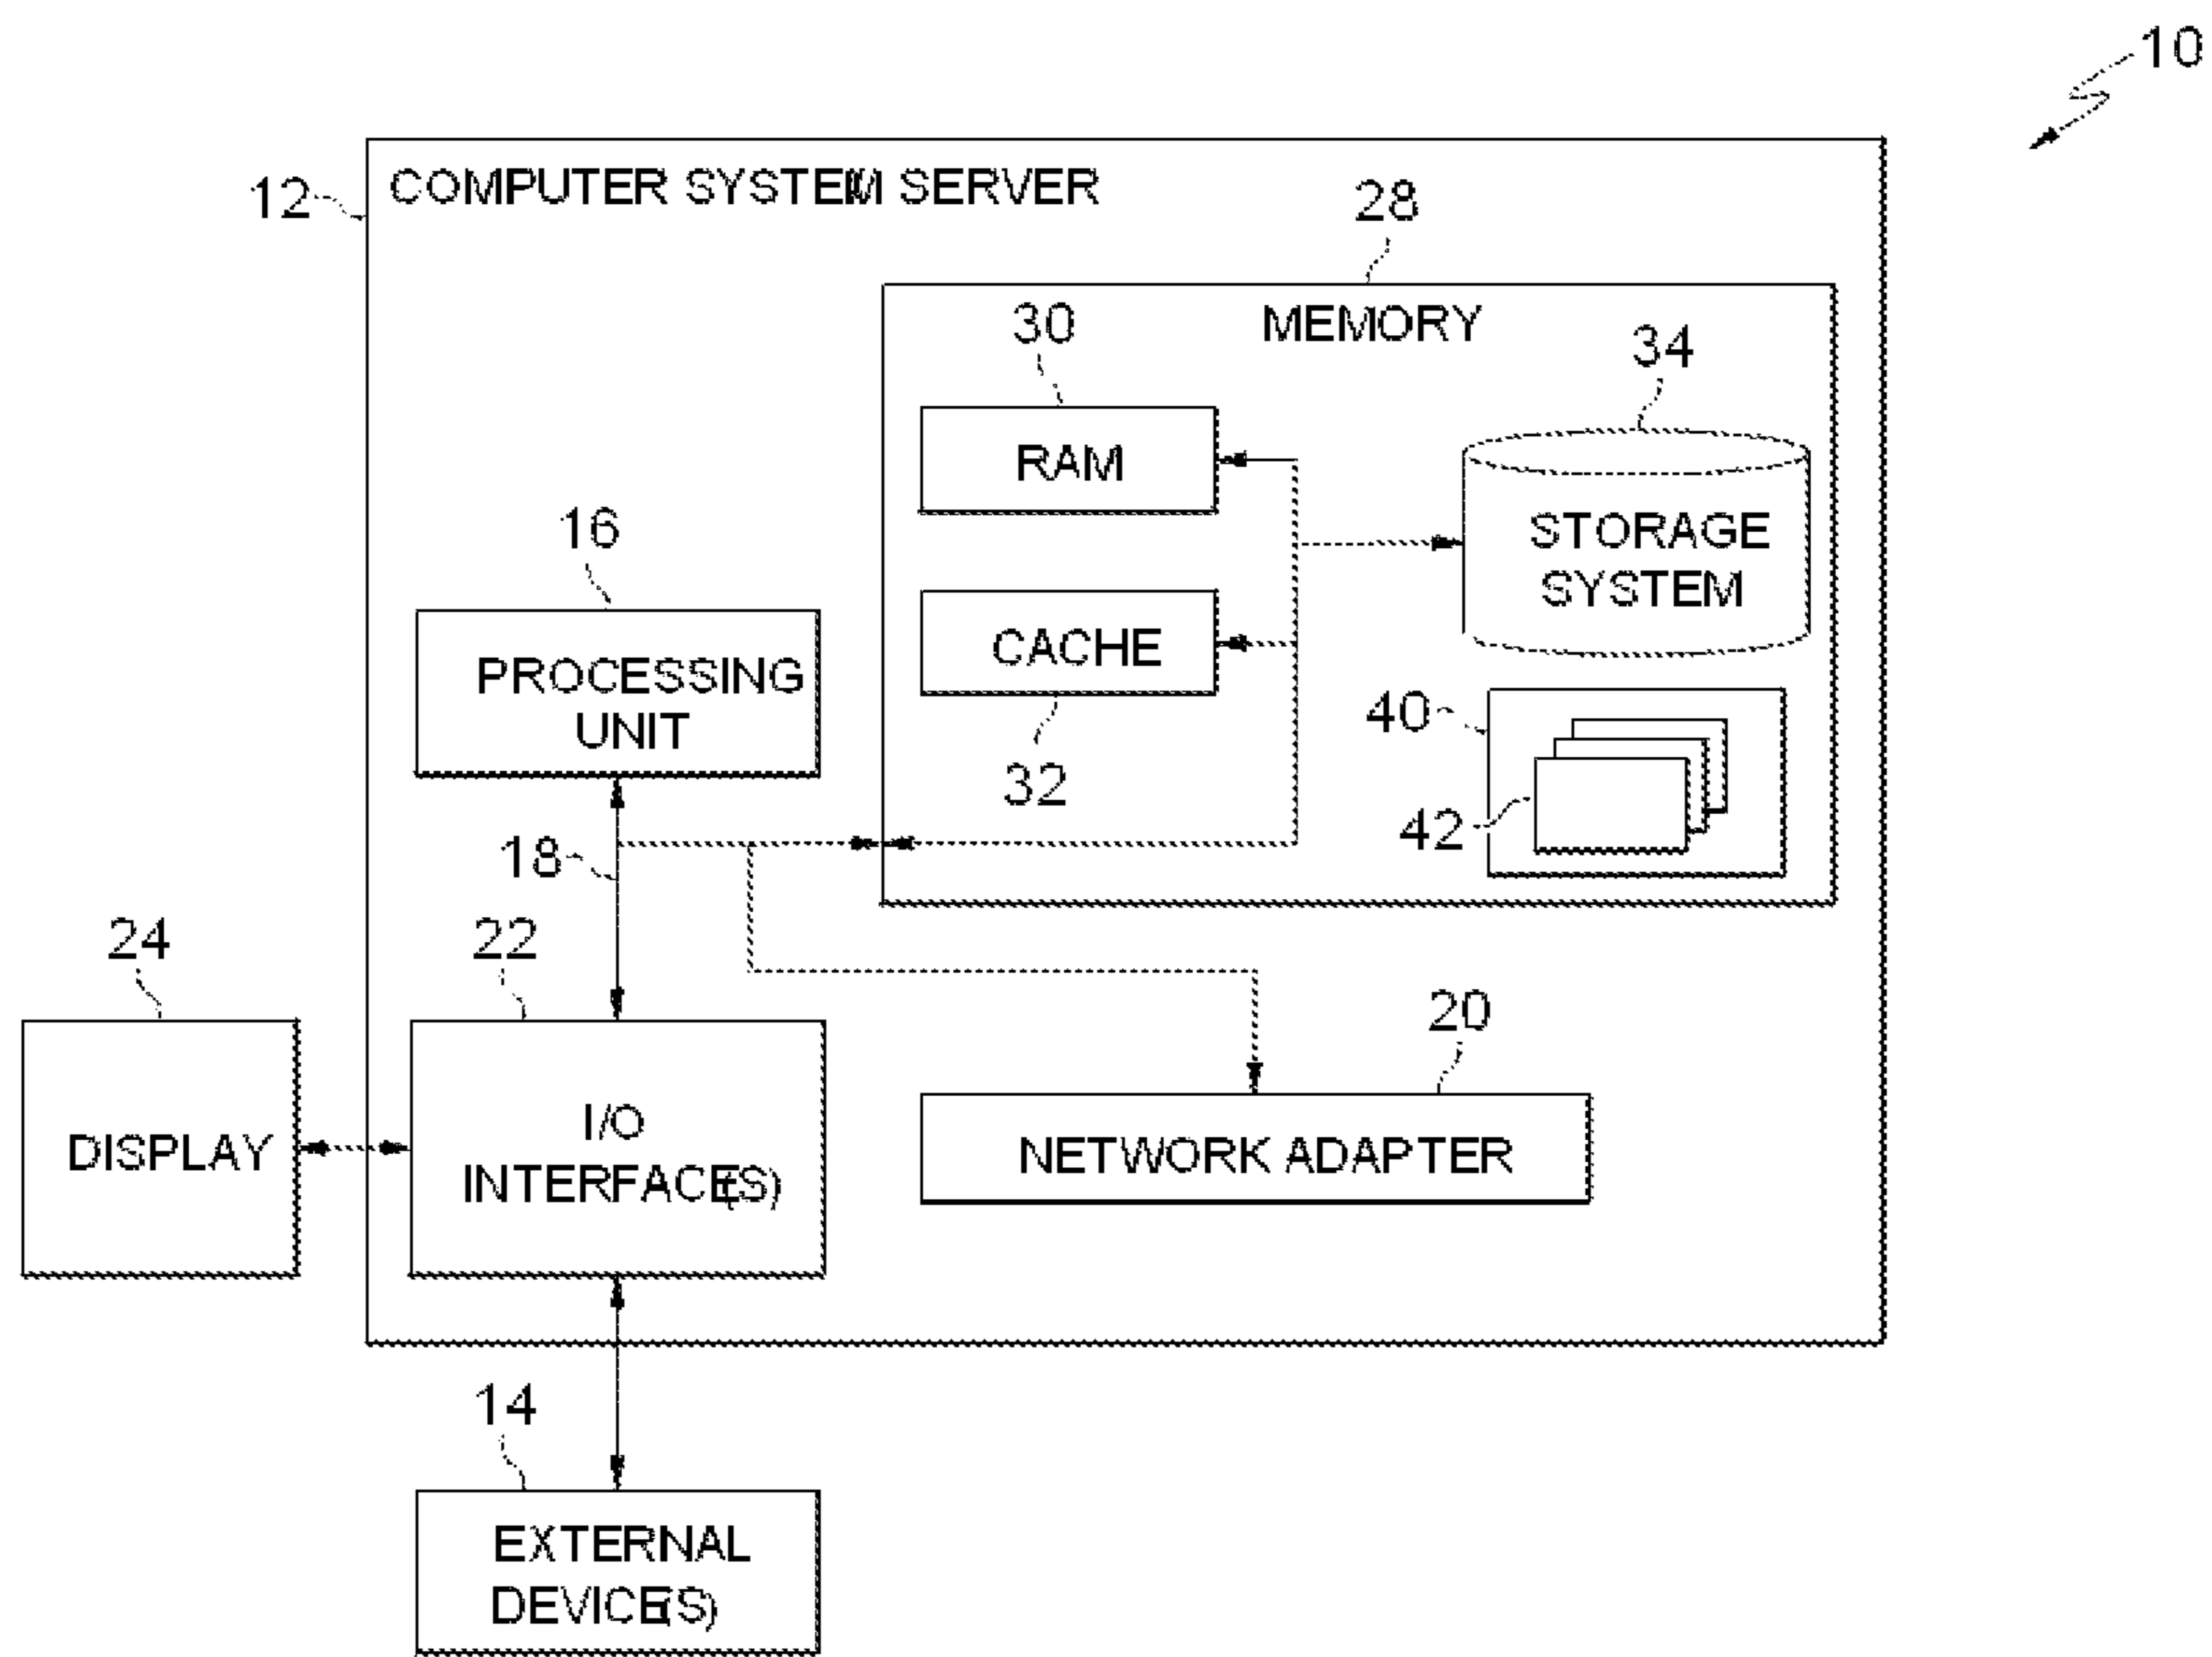 10
12
COMPUTER SYSTEM SERVER
28
MEMORY
30
34
RAM
STORAGE
SYSTEM
16
PROCESSING
UNIT
CACHE
32
40
42
18
24
22
20
DISPLAY
I/O
INTERFACE(S)
NETWORK ADAPTER
14
EXTERNAL
DEVICE(S)